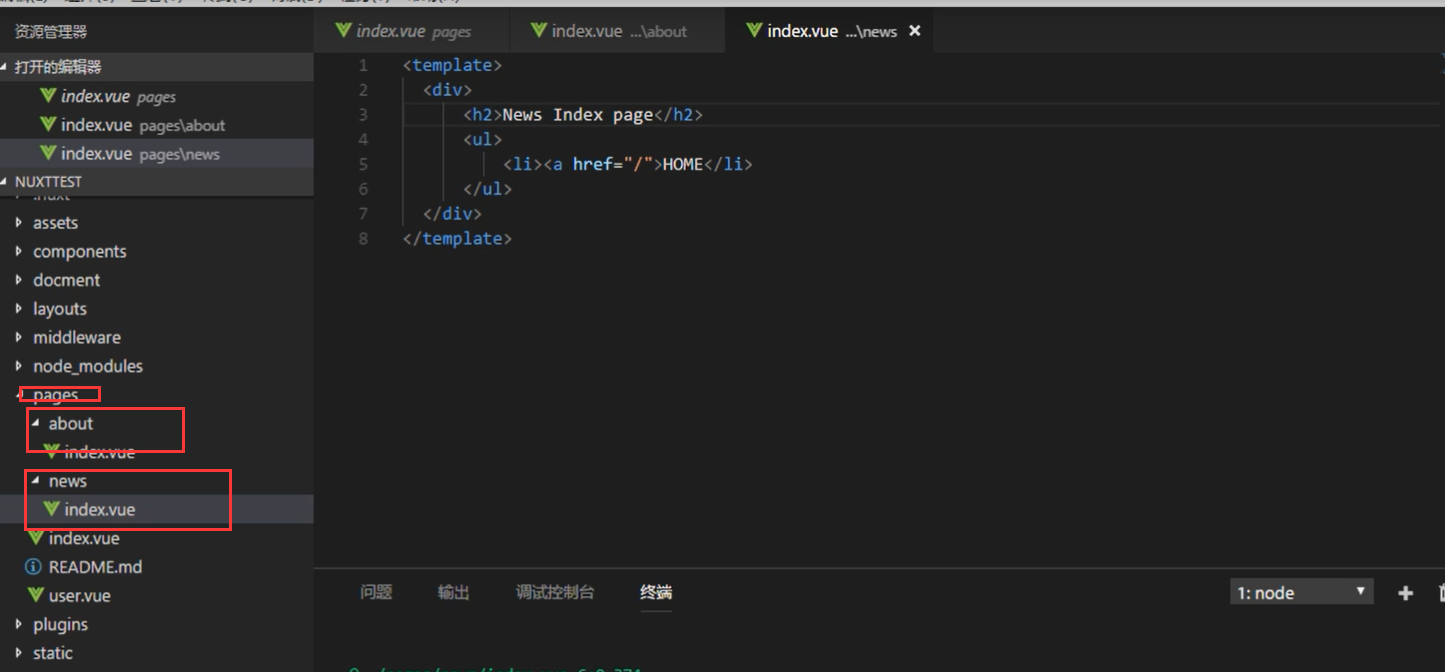 资源管理器
打开的编辑器
index.vue pages
index.vue pages\about
index.vue pages\news
NUXTTEST
assets
components
docment
layouts
middleware
node_modules
pages
about
index.vue
news
index.vue
index.vue
README.md
user.vue
plugins
static
index.vue pages
index.vue ...\about
index.vue ...\news ×
1 <template>
2 <div>
3 <h2>News Index page</h2>
4 <ul>
5 <li><a href="/">HOME</li>
6 </ul>
7 </div>
8 </template>
问题 输出 调试控制台 终端
1: node